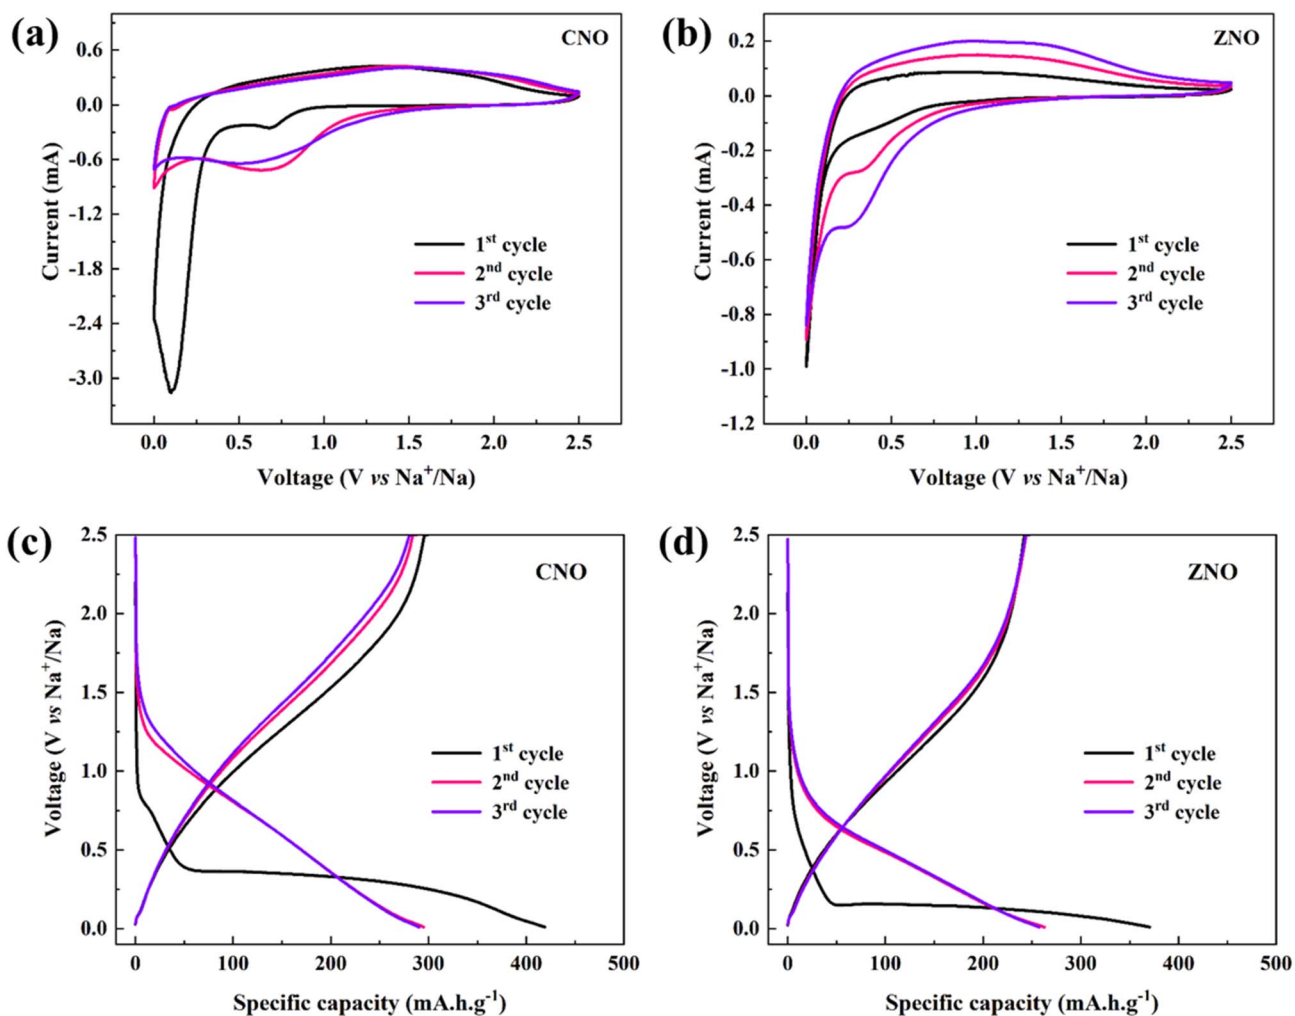 (a)
CNO
0.6
0.0
-0.6
-1.2
-1.8
-2.4
-3.0
Current (mA)
1st cycle
2nd cycle
3rd cycle
0.0 0.5 1.0 1.5 2.0 2.5
Voltage (V vs Na+/Na)
(b)
ZNO
0.2
0.0
-0.2
-0.4
-0.6
-0.8
-1.0
-1.2
Current (mA)
1st cycle
2nd cycle
3rd cycle
0.0 0.5 1.0 1.5 2.0 2.5
Voltage (V vs Na+/Na)
(c)
CNO
2.5
2.0
1.5
1.0
0.5
0.0
Voltage (V vs Na+/Na)
1st cycle
2nd cycle
3rd cycle
0 100 200 300 400 500
Specific capacity (mA.h.g-1)
(d)
ZNO
2.5
2.0
1.5
1.0
0.5
0.0
Voltage (V vs Na+/Na)
1st cycle
2nd cycle
3rd cycle
0 100 200 300 400 500
Specific capacity (mA.h.g-1)